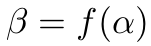 β = f(α)